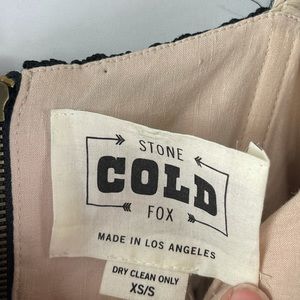 STONE
COLD
FOX
MADE IN LOS ANGELES
DRY CLEAN ONLY
XS/S